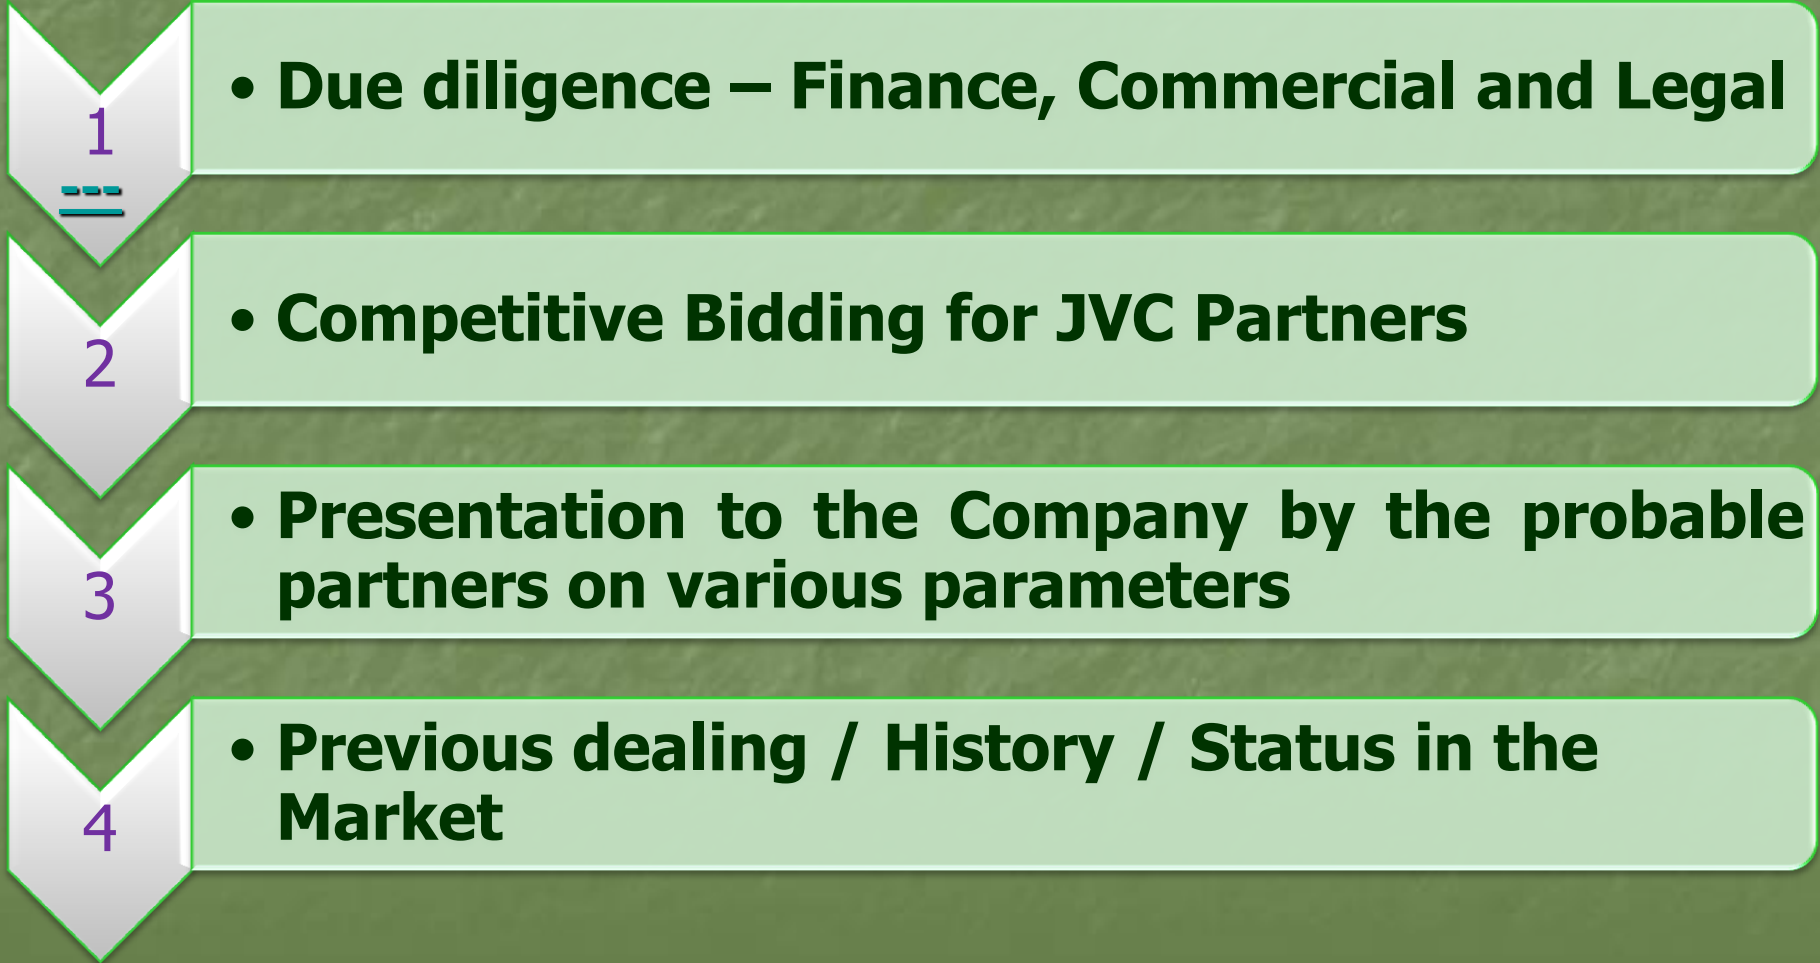 1
---
• Due diligence – Finance, Commercial and Legal
2
• Competitive Bidding for JVC Partners
3
• Presentation to the Company by the probable
partners on various parameters
4
• Previous dealing / History / Status in the
Market